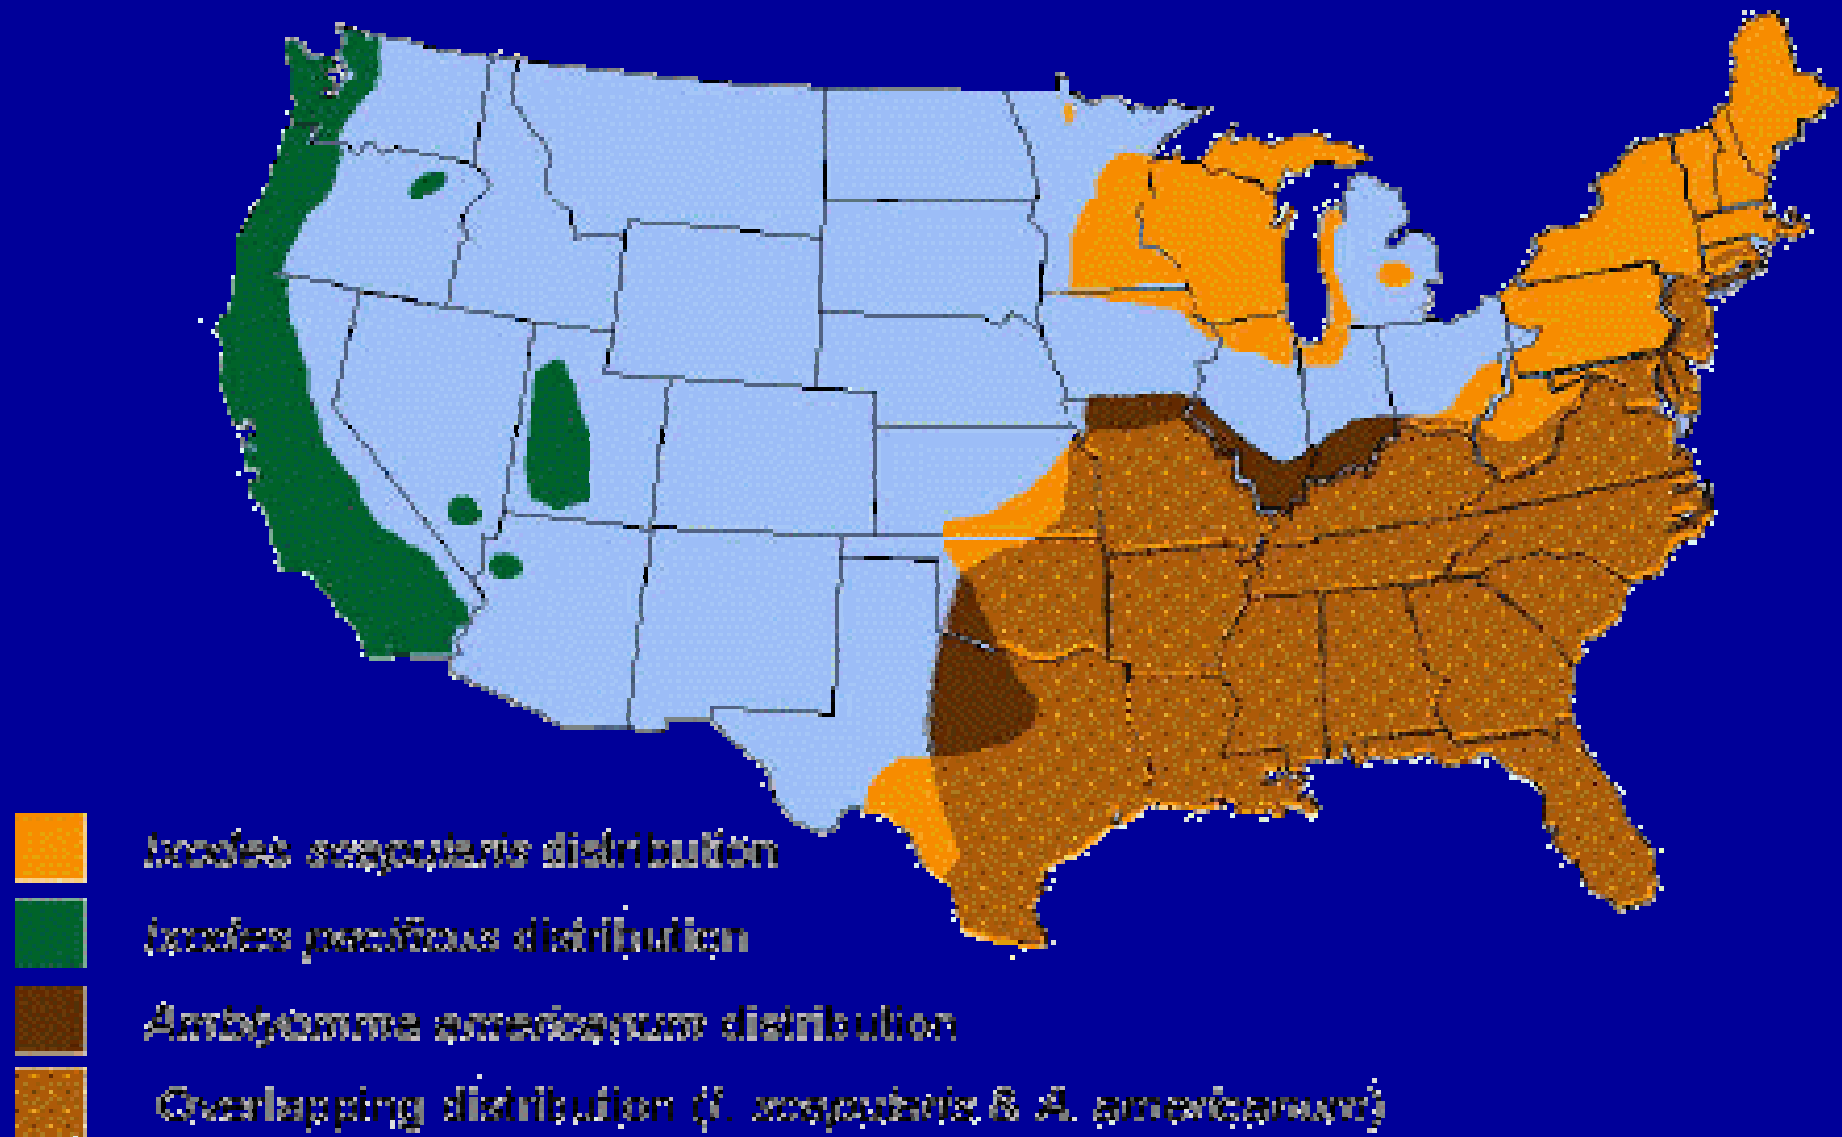 Ixodes scapularis distribution
Ixodes pacificus distribution
Amblyomma americanum distribution
Overlapping distribution (I. scapularis & A. americanum)